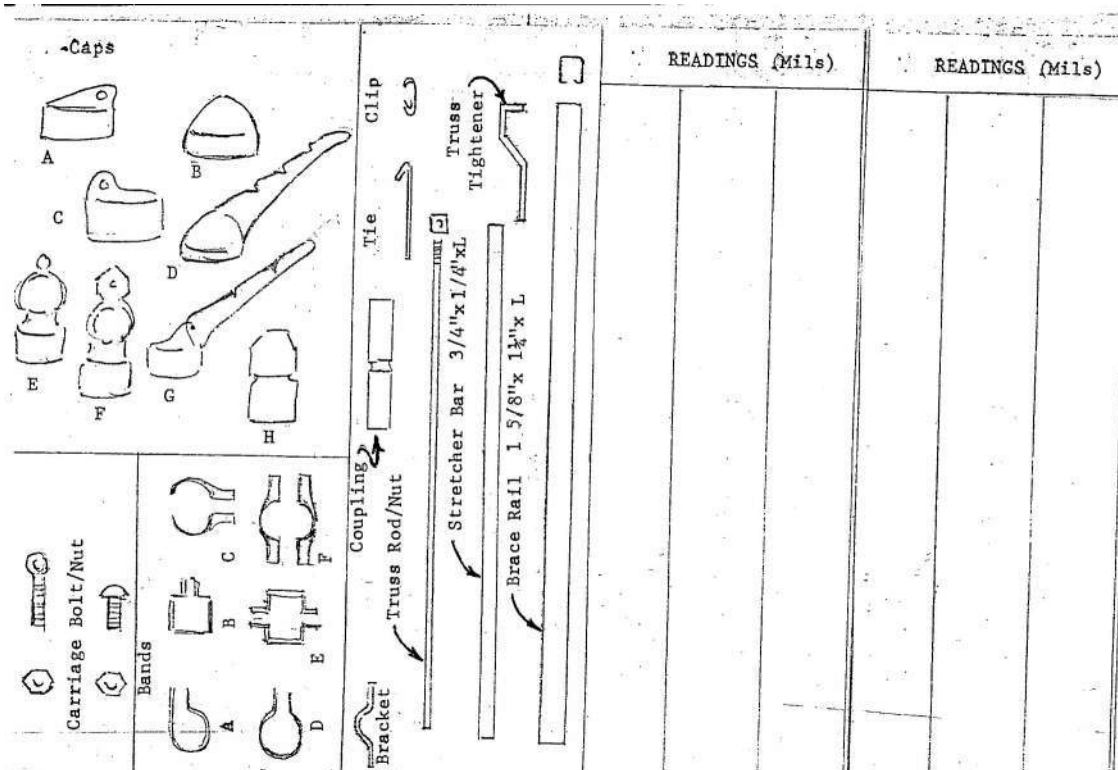 Caps
A
B
C
D
E
F
G
H
Carriage Bolt/Nut
Bands
A
B
C
D
E
F
Clip
Tie
Coupling
Bracket
Truss Rod/Nut
Truss
Tightener
Stretcher Bar 3/4"x1/4"xL
Brace Rail 1 5/8"x 1¼"x L
READINGS (Mils)
READINGS (Mils)